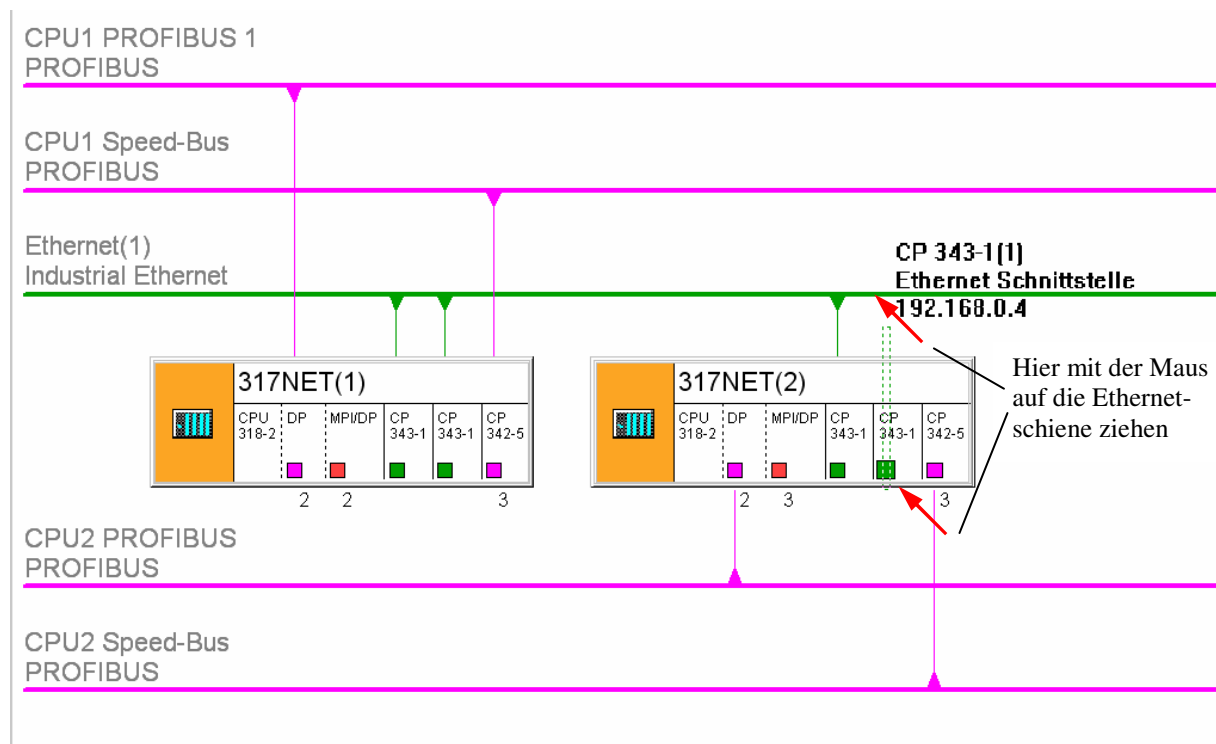 CPU1 PROFIBUS 1
PROFIBUS
CPU1 Speed-Bus
PROFIBUS
Ethernet(1)
Industrial Ethernet
CP 343-1(1)
Ethernet Schnittstelle
192.168.0.4
Hier mit der Maus
auf die Ethernet-
schiene ziehen
317NET(1)
CPU DP MPI/DP CP CP CP
318-2 343-1 343-1 342-5
2 2 3
317NET(2)
CPU DP MPI/DP CP CP CP
318-2 343-1 343-1 342-5
2 3 3
CPU2 PROFIBUS
PROFIBUS
CPU2 Speed-Bus
PROFIBUS